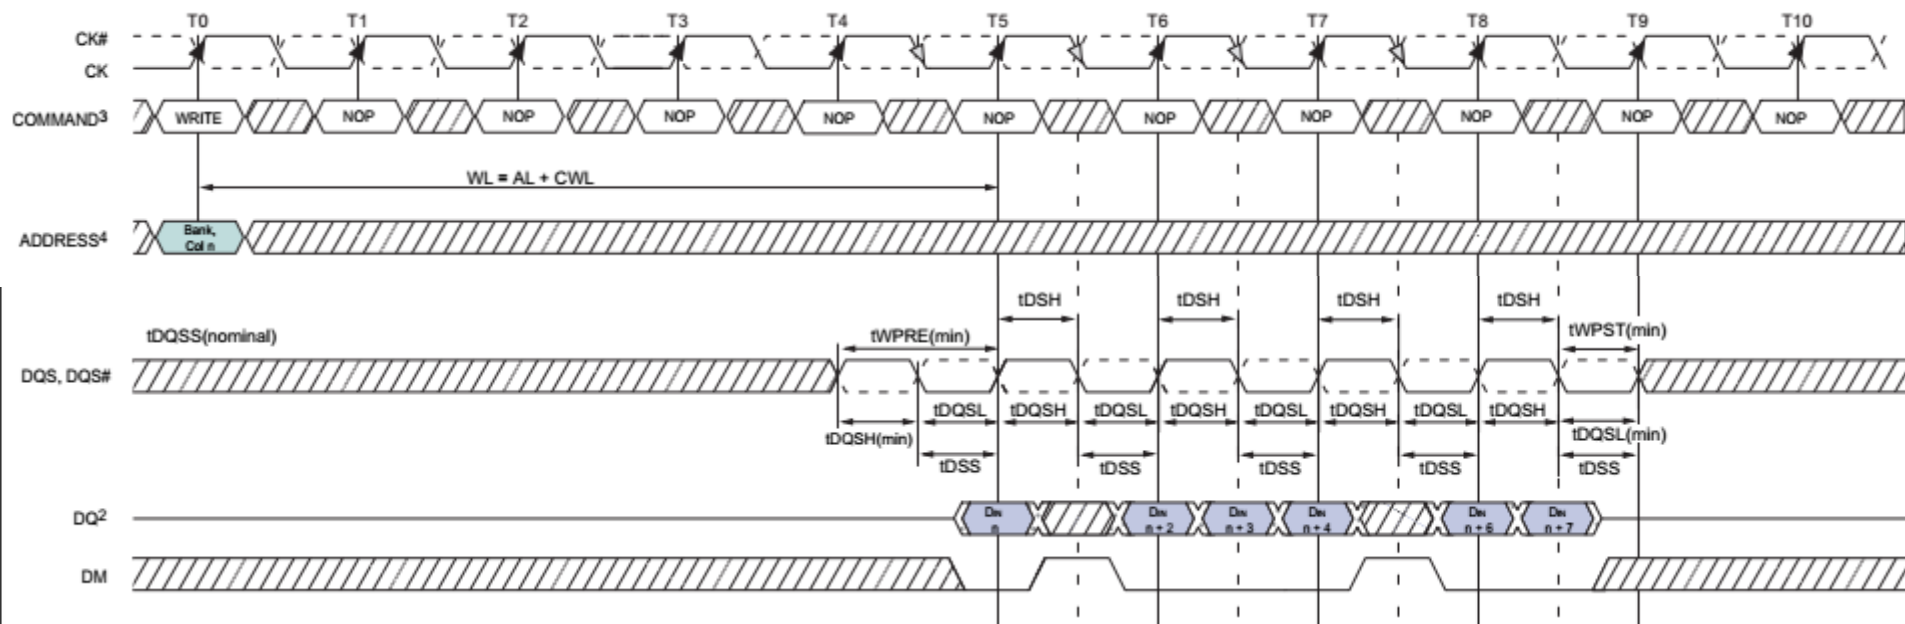 T0 T1 T2 T3 T4 T5 T6 T7 T8 T9 T10
CK#
CK
COMMAND3 WRITE NOP NOP NOP NOP NOP NOP NOP NOP NOP NOP
WL = AL + CWL
ADDRESS4 Bank,
Col n
tDSH tDSH tDSH tDSH
tDQSS(nominal) tWPRE(min) tWPST(min)
DQS, DQS#
tDQSL tDQSH tDQSL tDQSH tDQSL tDQSH tDQSL tDQSH
tDQSH(min) tDQSL(min)
tDSS tDSS tDSS tDSS tDSS
DQ2 DIN DIN DIN DIN DIN DIN
n n + 2 n + 3 n + 4 n + 6 n + 7
DM